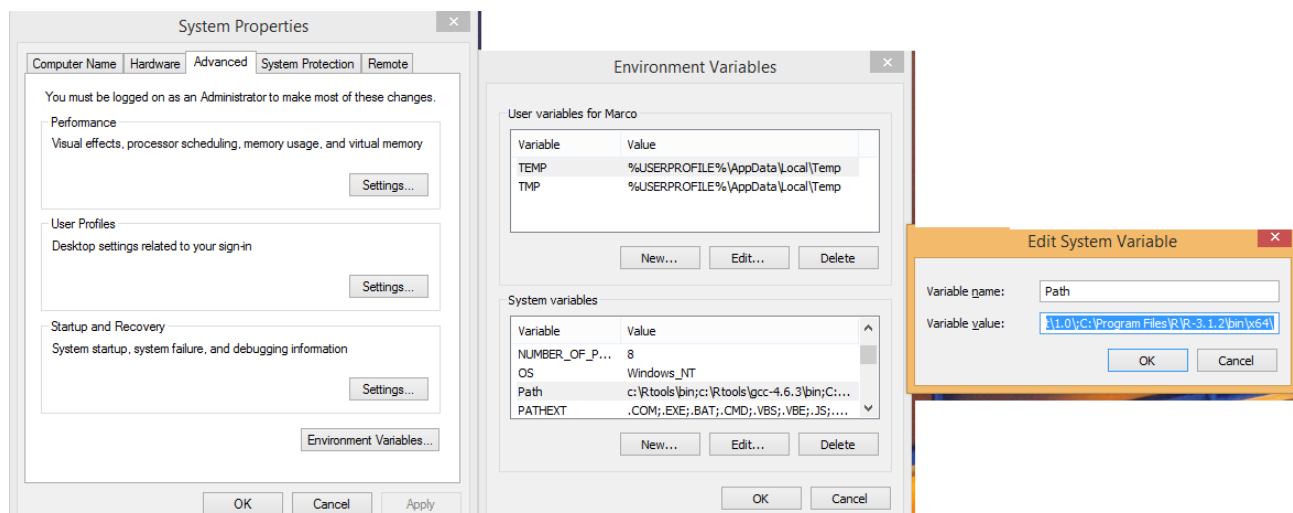 System Properties
Computer Name Hardware Advanced System Protection Remote
You must be logged on as an Administrator to make most of these changes.
Performance
Visual effects, processor scheduling, memory usage, and virtual memory
Settings...
User Profiles
Desktop settings related to your sign-in
Settings...
Startup and Recovery
System startup, system failure, and debugging information
Settings...
Environment Variables...
OK Cancel Apply
Environment Variables
User variables for Marco
Variable Value
TEMP %USERPROFILE%\AppData\Local\Temp
TMP %USERPROFILE%\AppData\Local\Temp
New... Edit... Delete
System variables
Variable Value
NUMBER_OF_P... 8
OS Windows_NT
Path c:\Rtools\bin;c:\Rtools\gcc-4.6.3\bin;C:...
PATHEXT .COM;.EXE;.BAT;.CMD;.VBS;.VBE;.JS;....
New... Edit... Delete
OK Cancel
Edit System Variable
Variable name: Path
Variable value: \1.0\;C:\Program Files\R\R-3.1.2\bin\x64\
OK Cancel